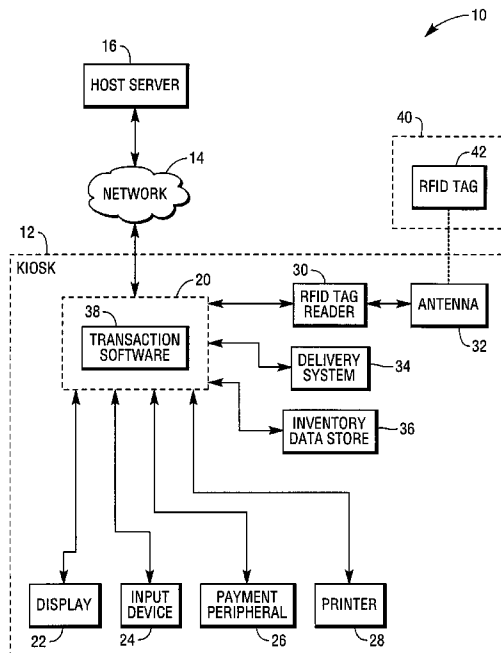 10
16
HOST SERVER
14
NETWORK
40
42
RFID TAG
12
KIOSK
20
38
TRANSACTION
SOFTWARE
30
RFID TAG
READER
ANTENNA
32
DELIVERY
SYSTEM
34
INVENTORY
DATA STORE
36
DISPLAY
22
INPUT
DEVICE
24
PAYMENT
PERIPHERAL
26
PRINTER
28